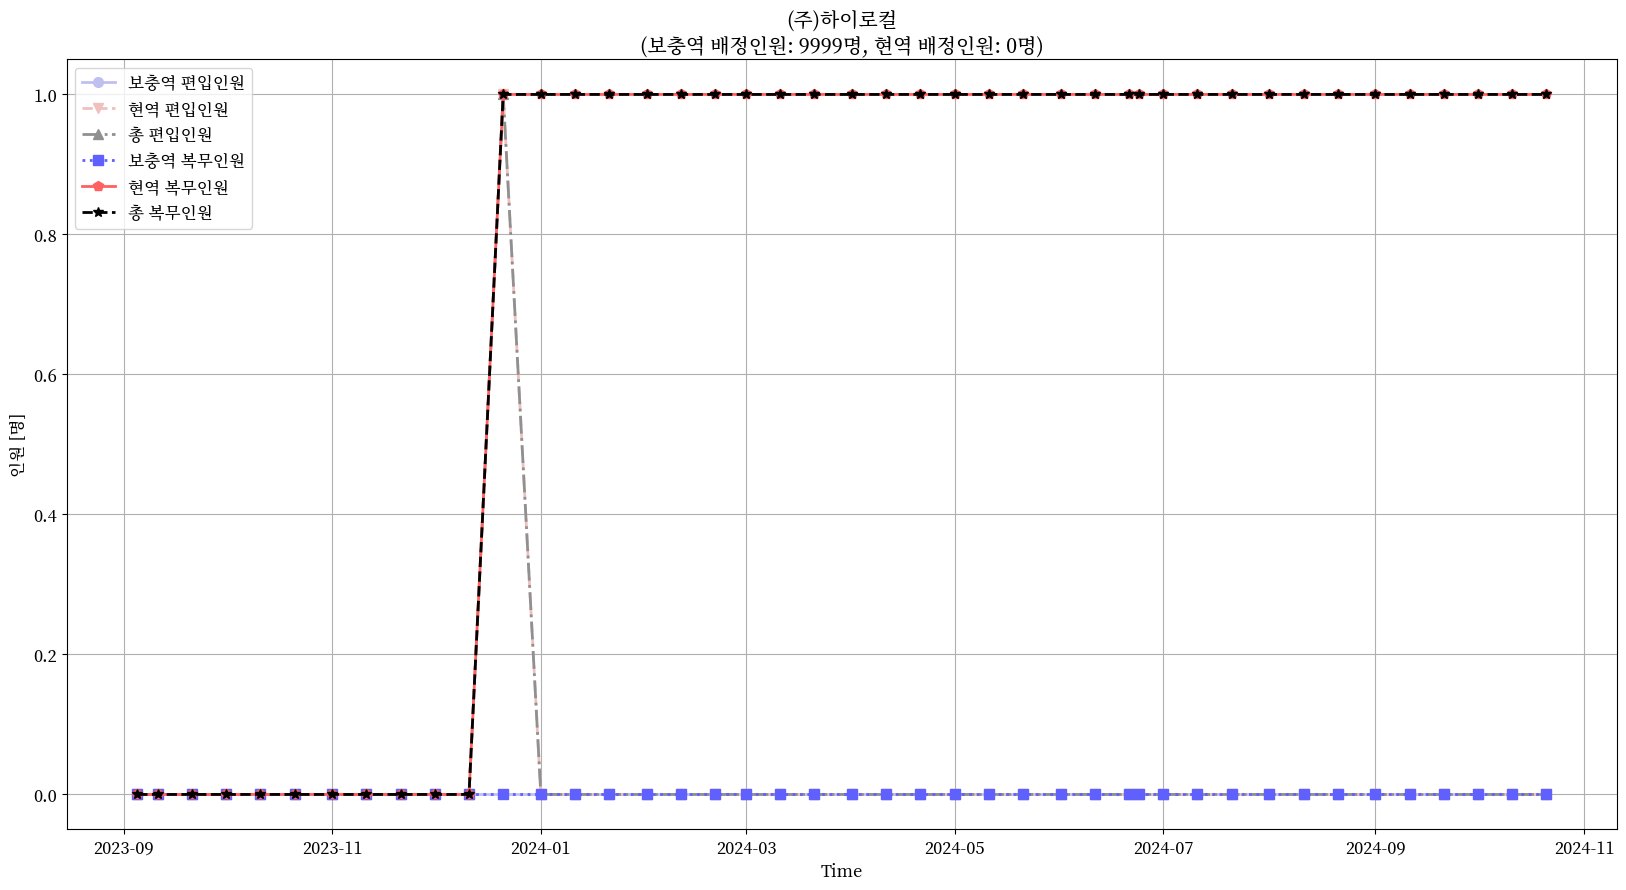 (주)하이로컬
(보충역 배정인원: 9999명, 현역 배정인원: 0명)
보충역 편입인원
현역 편입인원
총 편입인원
보충역 복무인원
현역 복무인원
총 복무인원
1.0
0.8
0.6
0.4
0.2
0.0
인원 [명]
2023-09
2023-11
2024-01
2024-03
2024-05
2024-07
2024-09
2024-11
Time